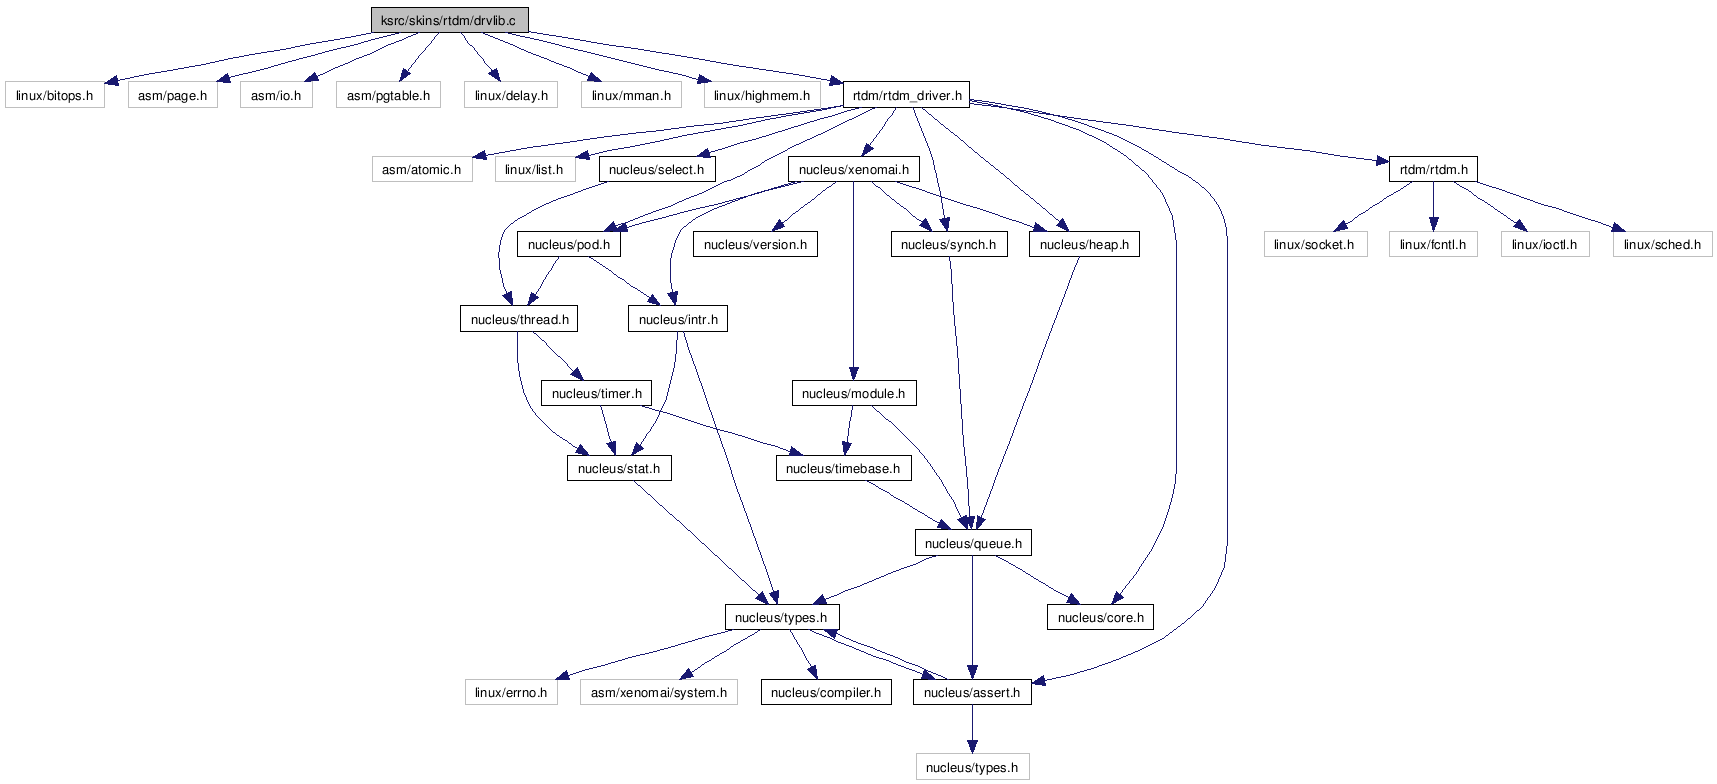 ksrc/skins/rtdm/drvlib.c
linux/bitops.h
asm/page.h
asm/io.h
asm/pgtable.h
linux/delay.h
linux/mman.h
linux/highmem.h
rtdm/rtdm_driver.h
asm/atomic.h
linux/list.h
nucleus/select.h
nucleus/xenomai.h
rtdm/rtdm.h
nucleus/pod.h
nucleus/version.h
nucleus/synch.h
nucleus/heap.h
linux/socket.h
linux/fcntl.h
linux/ioctl.h
linux/sched.h
nucleus/thread.h
nucleus/intr.h
nucleus/timer.h
nucleus/module.h
nucleus/stat.h
nucleus/timebase.h
nucleus/queue.h
nucleus/types.h
nucleus/core.h
linux/errno.h
asm/xenomai/system.h
nucleus/compiler.h
nucleus/assert.h
nucleus/types.h